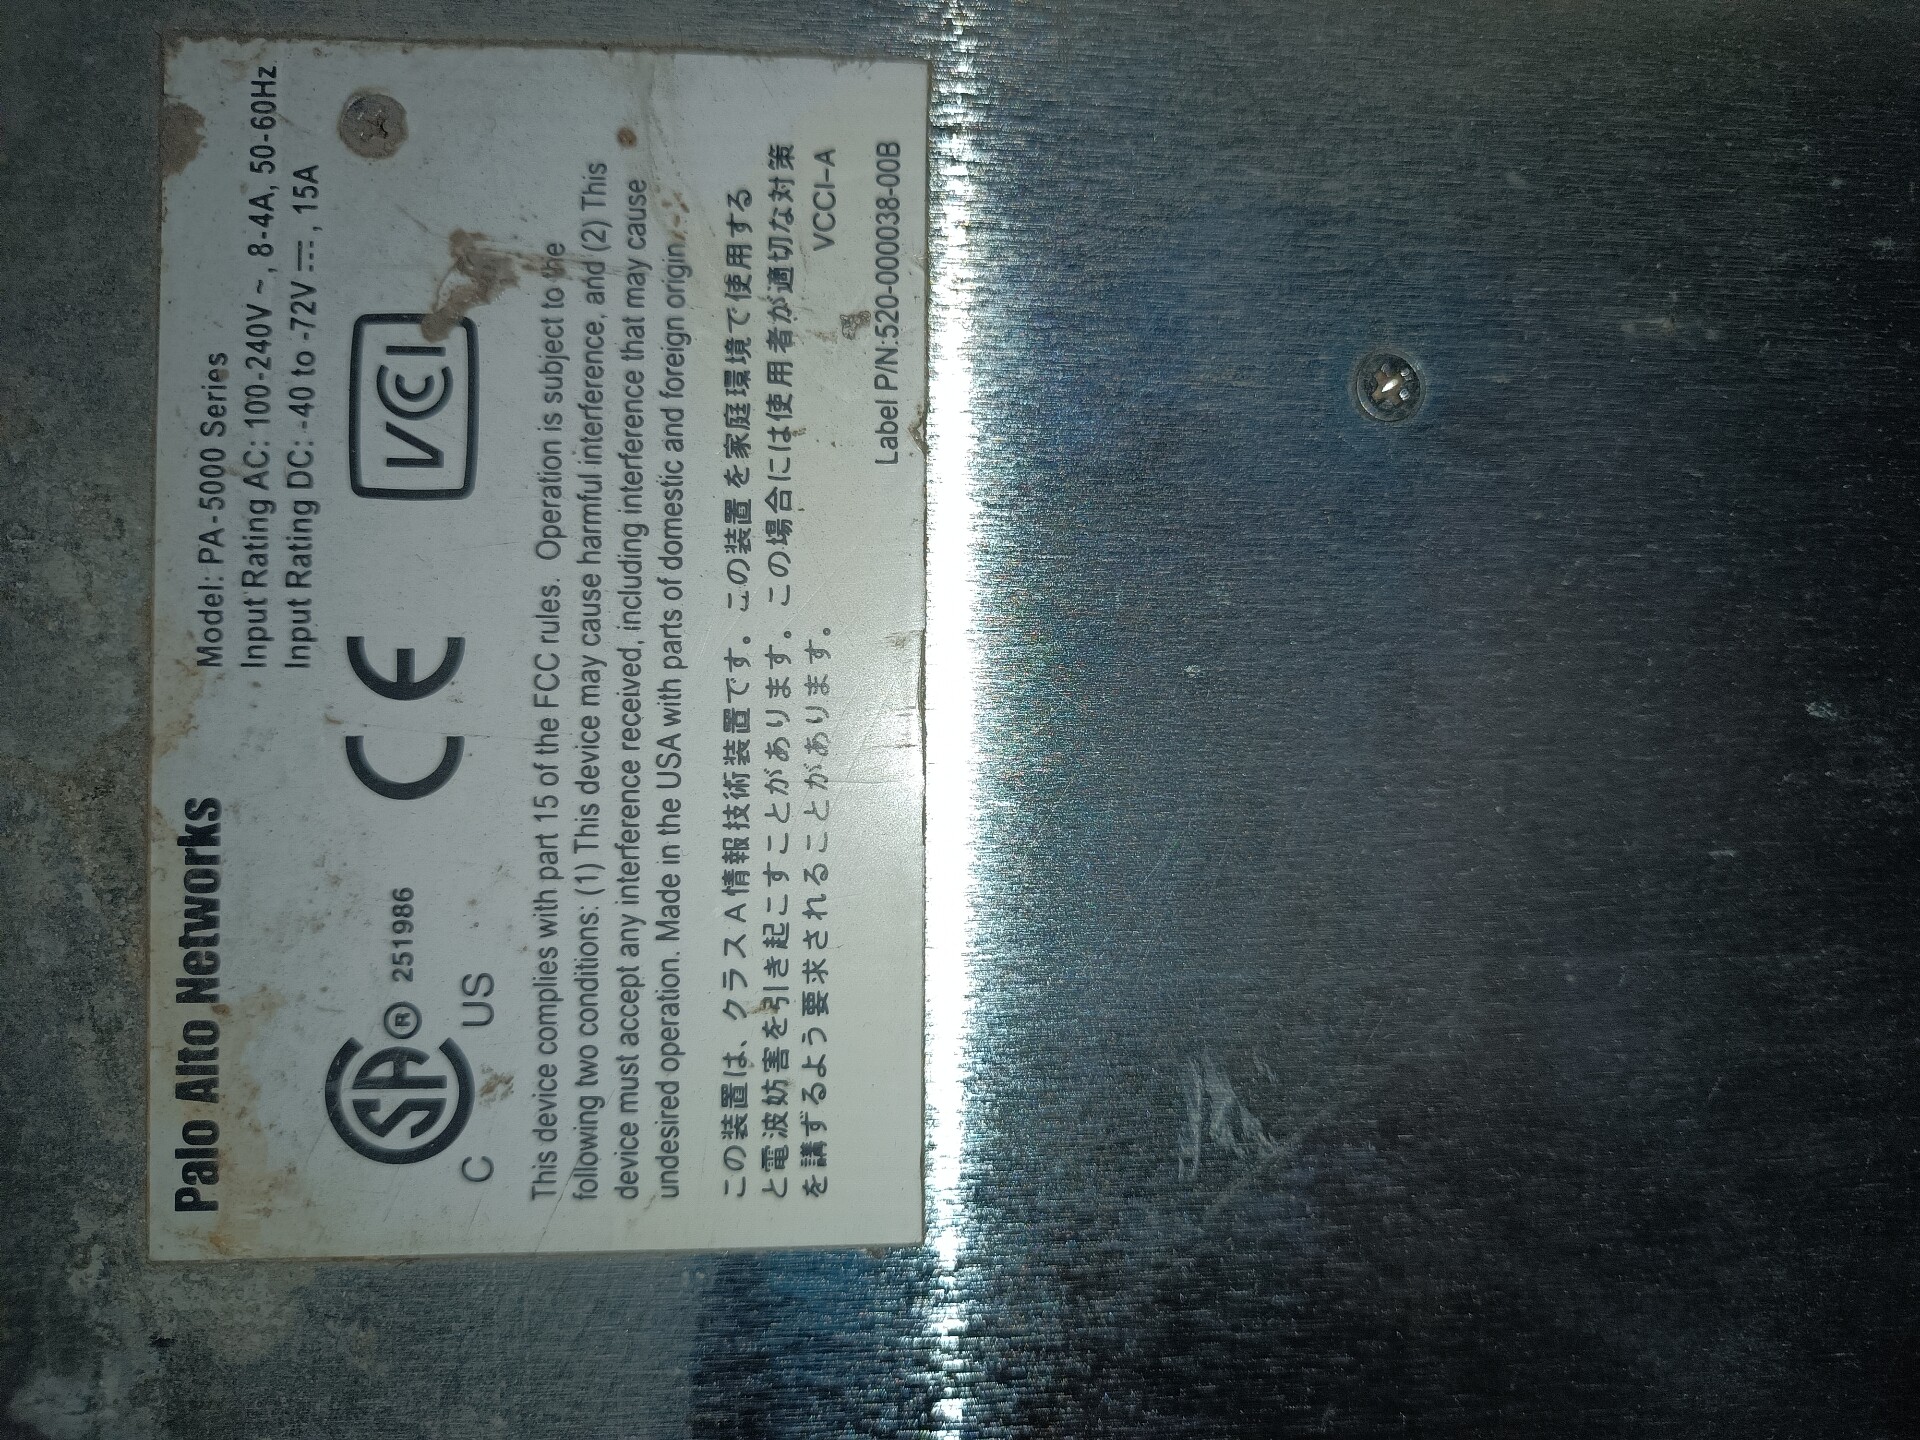 Palo Alto Networks
Model: PA-5000 Series
Input Rating AC: 100-240V ~, 8-4A, 50-60Hz
Input Rating DC: -40 to -72V ⎓, 15A
SA® 251986
C US
CE
VCCI
This device complies with part 15 of the FCC rules. Operation is subject to the
following two conditions: (1) This device may cause harmful interference, and (2) This
device must accept any interference received, including interference that may cause
undesired operation. Made in the USA with parts of domestic and foreign origin.
この装置は、クラスA情報技術装置です。この装置を家庭環境で使用する
と電波妨害を引き起こすことがあります。この場合には使用者が適切な対策
を講ずるよう要求されることがあります。
VCCI-A
Label P/N:520-000038-00B